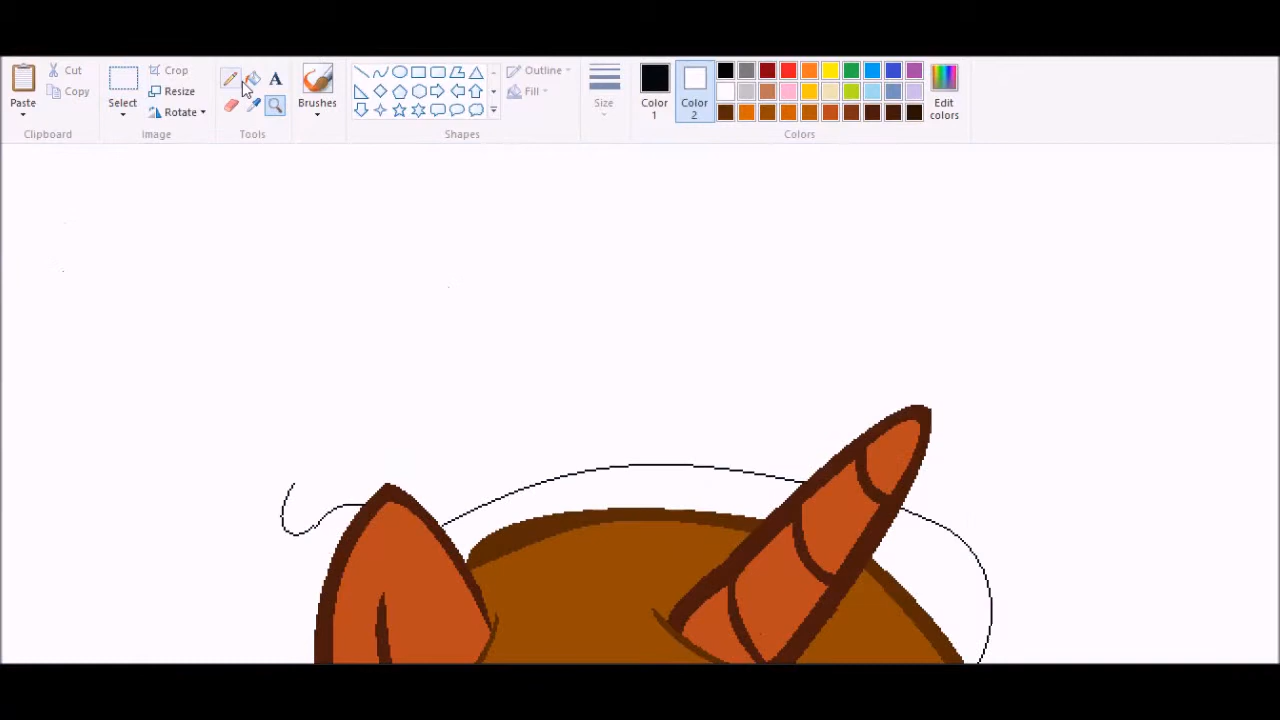 Cut
Crop
A
Outline
Copy
Resize
Fill
Paste
Select
Rotate
Brushes
Size
Color
1
Color
2
Edit
colors
Clipboard
Image
Tools
Shapes
Colors